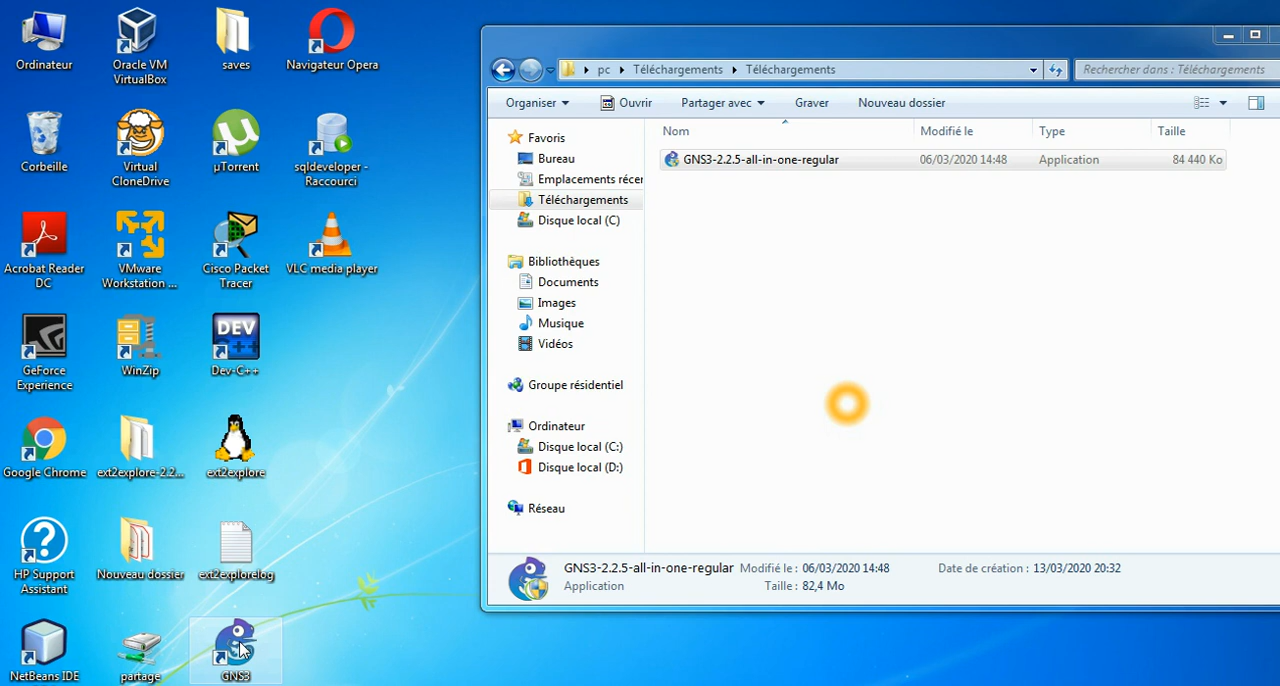 Ordinateur
Oracle VM
VirtualBox
saves
Navigateur Opera
Corbeille
Virtual
CloneDrive
µTorrent
sqldeveloper -
Raccourci
Acrobat Reader
DC
VMware
Workstation ...
Cisco Packet
Tracer
VLC media player
GeForce
Experience
WinZip
DEV
C++
Dev-C++
Google Chrome
ext2explore-2.2...
ext2explore
HP Support
Assistant
Nouveau dossier
ext2explorelog
NetBeans IDE
partage
GNS3
pc
Téléchargements
Téléchargements
Rechercher dans : Téléchargements
Organiser
Ouvrir
Partager avec
Graver
Nouveau dossier
Favoris
Bureau
Emplacements récer
Téléchargements
Disque local (C)
Bibliothèques
Documents
Images
Musique
Vidéos
Groupe résidentiel
Ordinateur
Disque local (C:)
Disque local (D:)
Réseau
Nom
Modifié le
Type
Taille
GNS3-2.2.5-all-in-one-regular
06/03/2020 14:48
Application
84 440 Ko
GNS3-2.2.5-all-in-one-regular
Modifié le : 06/03/2020 14:48
Date de création : 13/03/2020 20:32
Application
Taille : 82,4 Mo